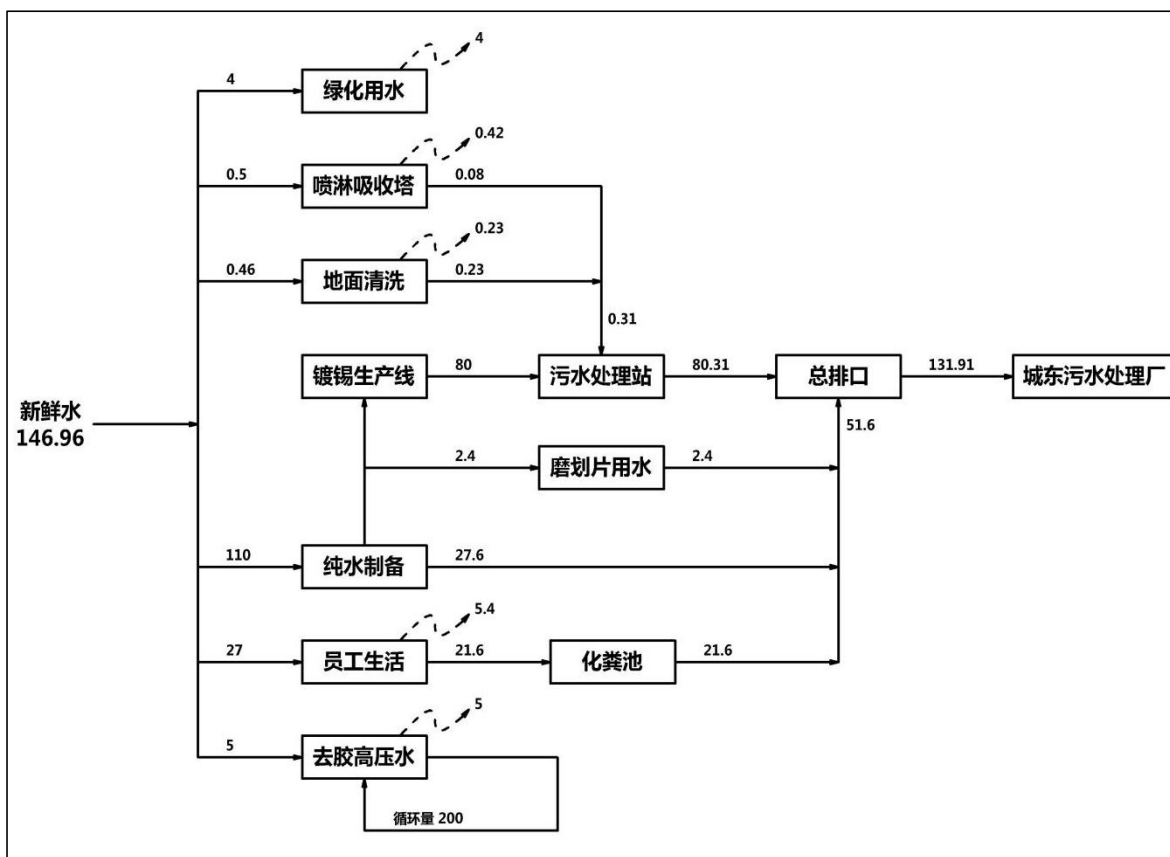 4
4
绿化用水
0.42
0.5
喷淋吸收塔
0.08
0.23
0.46
地面清洗
0.23
0.31
镀锡生产线
80
污水处理站
80.31
总排口
131.91
城东污水处理厂
新鲜水
146.96
51.6
2.4
磨划片用水
2.4
110
纯水制备
27.6
5.4
27
员工生活
21.6
化粪池
21.6
5
5
去胶高压水
循环量 200